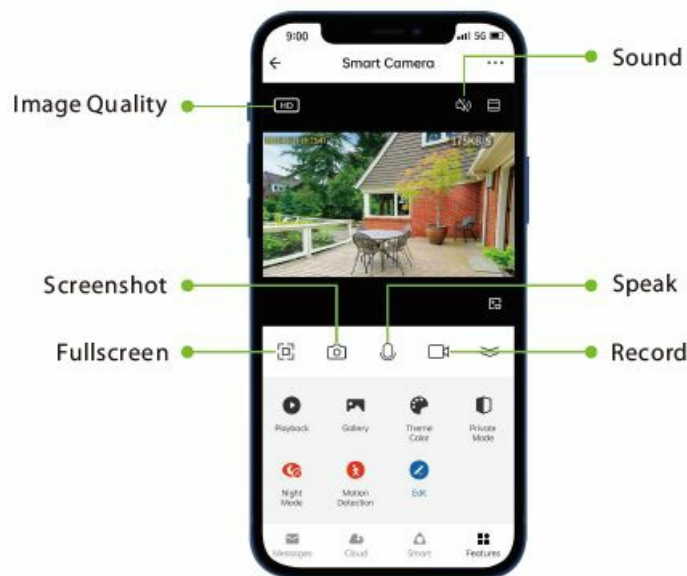 9:00
5G
Smart Camera
Sound
Image Quality
HD
175KB/S
Screenshot
Speak
Fullscreen
Record
Playback
Gallery
Theme
Color
Private
Mode
Night
Mode
Motion
Detection
Edit
Messages
Cloud
Smart
Features